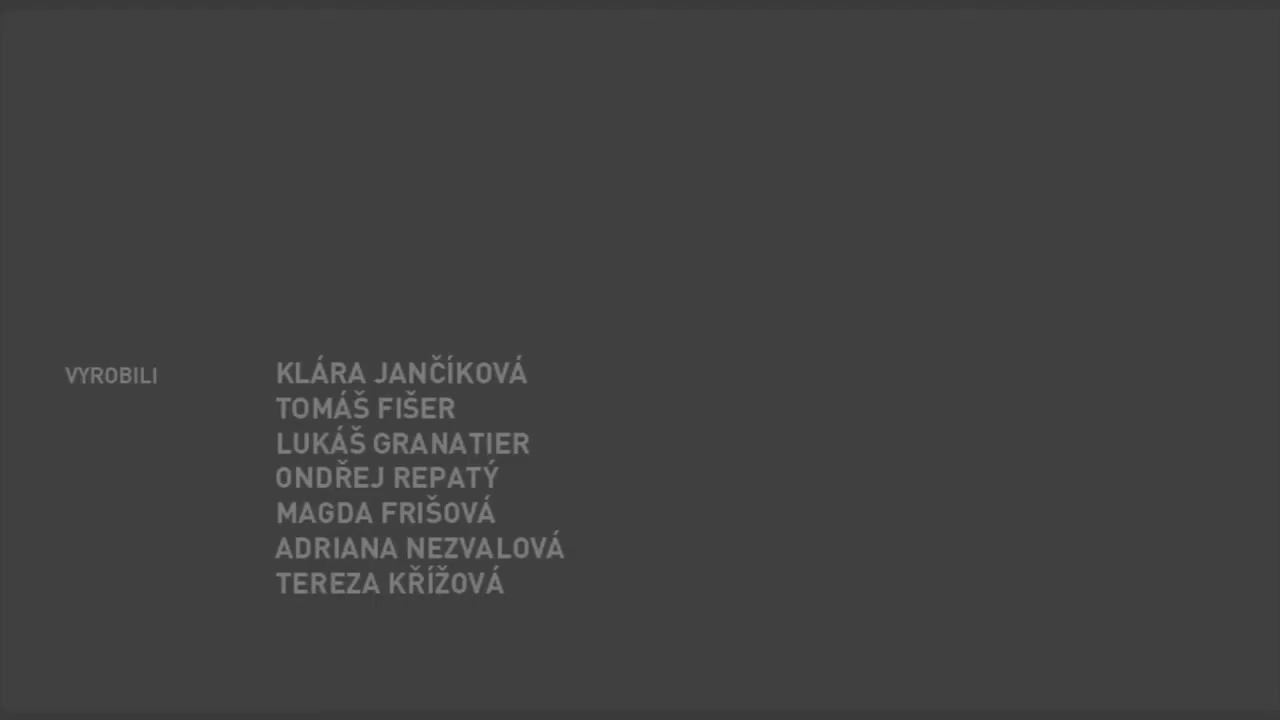 VYROBILI KLÁRA JANČÍKOVÁ
TOMÁŠ FIŠER
LUKÁŠ GRANATIER
ONDŘEJ REPATÝ
MAGDA FRIŠOVÁ
ADRIANA NEZVALOVÁ
TEREZA KŘÍŽOVÁ